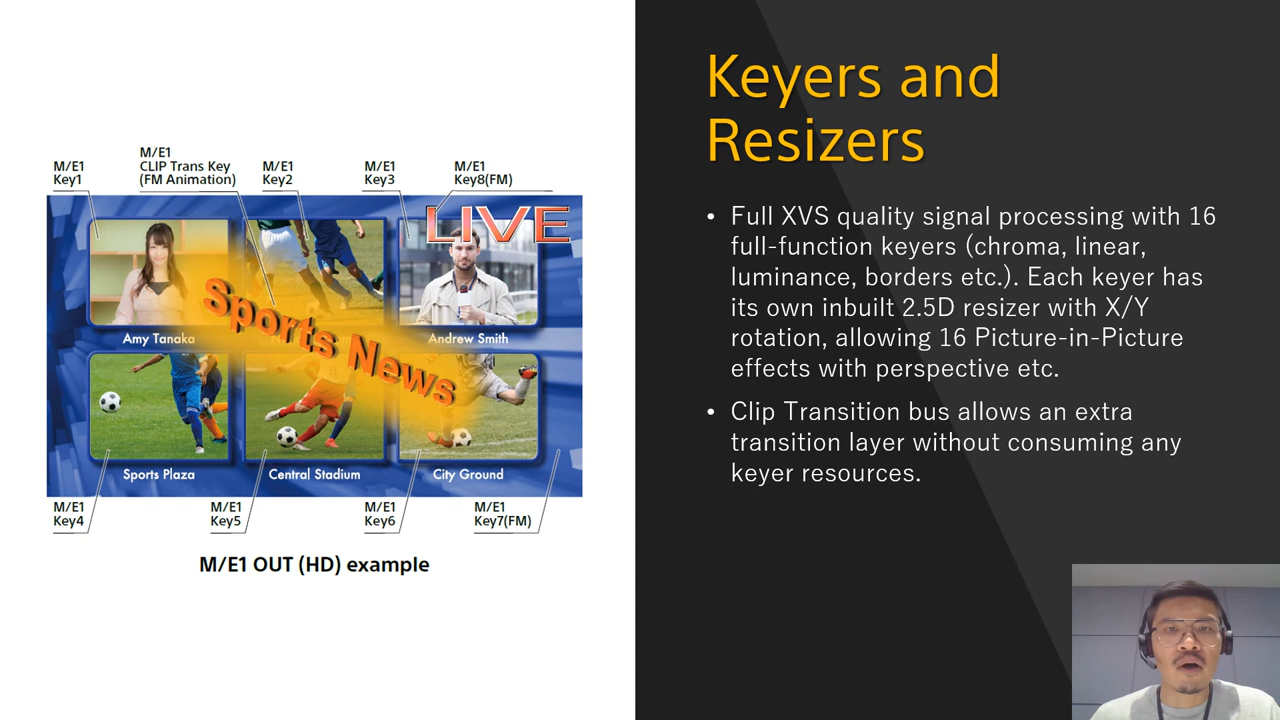 M/E1
Key1
M/E1
CLIP Trans Key
(FM Animation)
M/E1
Key2
M/E1
Key3
M/E1
Key8(FM)
LIVE
Sports News
Amy Tanaka
Andrew Smith
Sports Plaza
Central Stadium
City Ground
M/E1
Key4
M/E1
Key5
M/E1
Key6
M/E1
Key7(FM)
M/E1 OUT (HD) example
Keyers and
Resizers
• Full XVS quality signal processing with 16
full-function keyers (chroma, linear,
luminance, borders etc.). Each keyer has
its own inbuilt 2.5D resizer with X/Y
rotation, allowing 16 Picture-in-Picture
effects with perspective etc.
• Clip Transition bus allows an extra
transition layer without consuming any
keyer resources.